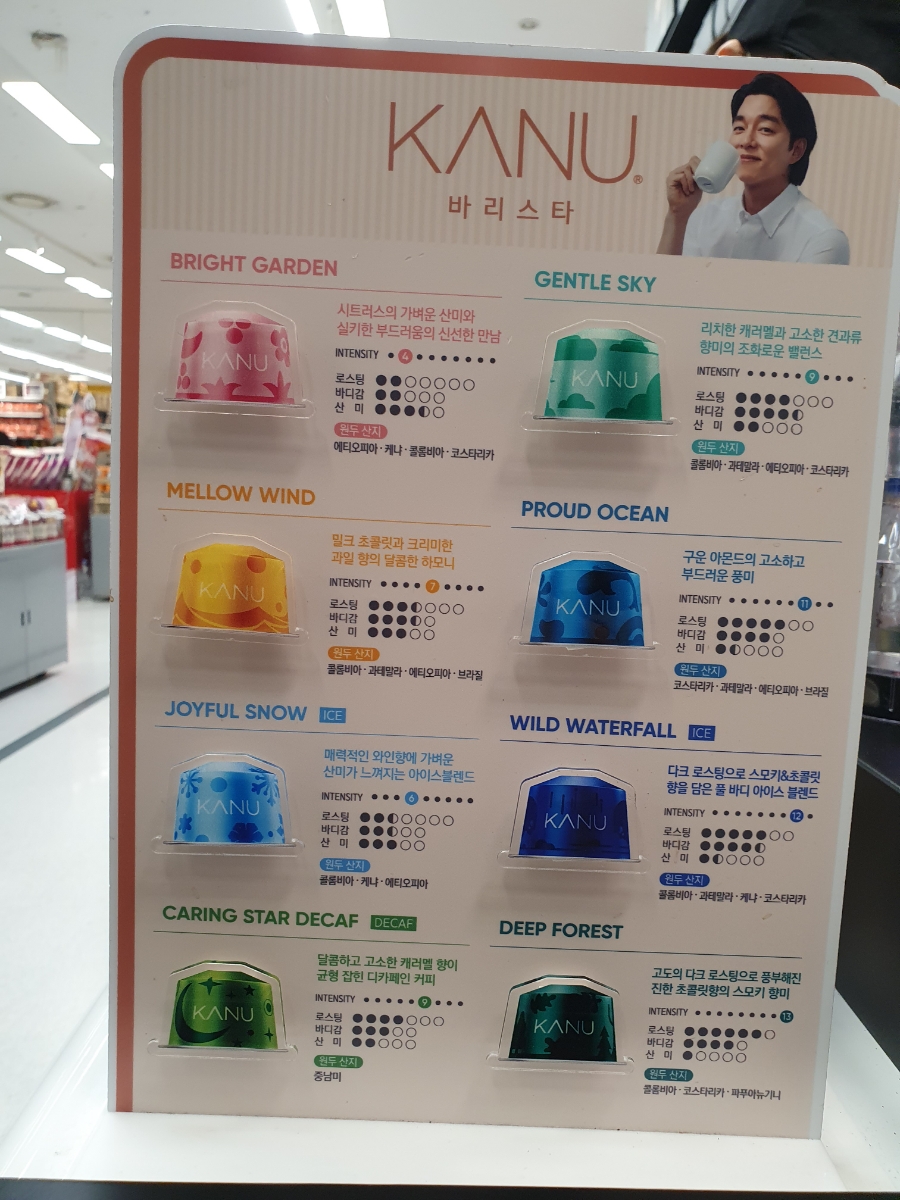 KANU®
바리스타
BRIGHT GARDEN
KANU
시트러스의 가벼운 산미와
실키한 부드러움의 신선한 만남
INTENSITY 4
로스팅
바디감
산 미
원두 산지
에티오피아 · 케냐 · 콜롬비아 · 코스타리카
GENTLE SKY
KANU
리치한 캐러멜과 고소한 견과류
향미의 조화로운 밸런스
INTENSITY 9
로스팅
바디감
산 미
원두 산지
콜롬비아 · 과테말라 · 에티오피아 · 코스타리카
MELLOW WIND
KANU
밀크 초콜릿과 크리미한
과일 향의 달콤한 하모니
INTENSITY 7
로스팅
바디감
산 미
원두 산지
콜롬비아 · 과테말라 · 에티오피아 · 브라질
PROUD OCEAN
KANU
구운 아몬드의 고소하고
부드러운 풍미
INTENSITY 11
로스팅
바디감
산 미
원두 산지
코스타리카 · 과테말라 · 에티오피아 · 브라질
JOYFUL SNOW ICE
KANU
매력적인 와인향에 가벼운
산미가 느껴지는 아이스블렌드
INTENSITY 6
로스팅
바디감
산 미
원두 산지
콜롬비아 · 케냐 · 에티오피아
WILD WATERFALL ICE
KANU
다크 로스팅으로 스모키&초콜릿
향을 담은 풀 바디 아이스 블렌드
INTENSITY 12
로스팅
바디감
산 미
원두 산지
콜롬비아 · 과테말라 · 케냐 · 코스타리카
CARING STAR DECAF DECAF
KANU
달콤하고 고소한 캐러멜 향이
균형 잡힌 디카페인 커피
INTENSITY 9
로스팅
바디감
산 미
원두 산지
중남미
DEEP FOREST
KANU
고도의 다크 로스팅으로 풍부해진
진한 초콜릿향의 스모키 향미
INTENSITY 13
로스팅
바디감
산 미
원두 산지
콜롬비아 · 코스타리카 · 파푸아뉴기니